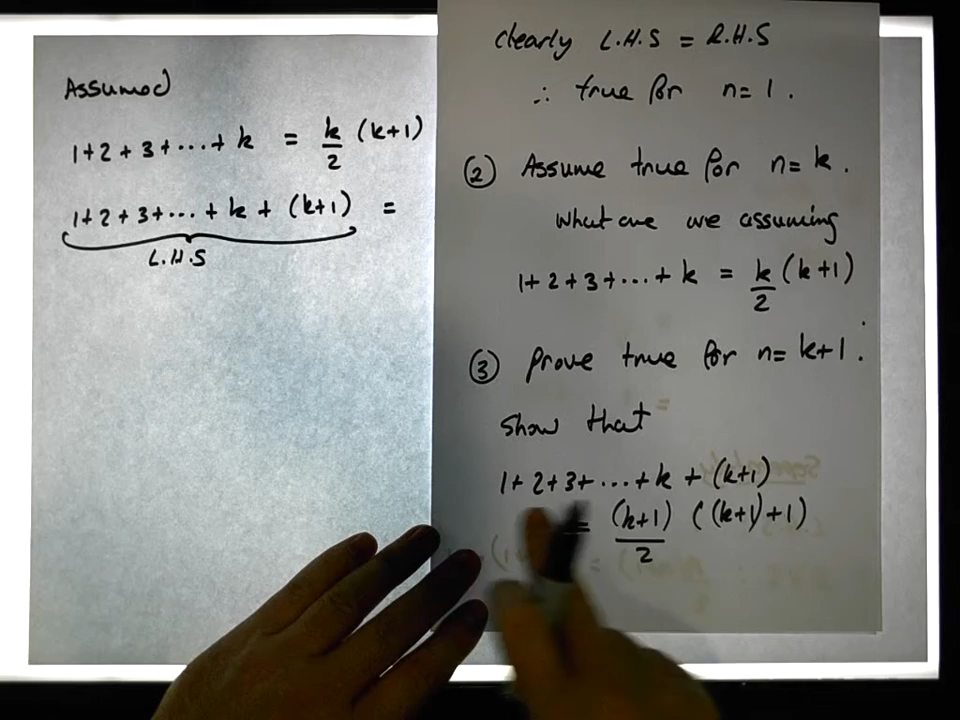 Assumed
1+2+3+...+k = k/2 (k+1)
1+2+3+...+k+(k+1) =
L.H.S
clearly L.H.S = R.H.S
∴ true for n=1.
② Assume true for n=k.
What are we assuming
1+2+3+...+k = k/2 (k+1)
③ Prove true for n=k+1.
Show that
1+2+3+...+k+(k+1)
= (k+1)/2 ((k+1)+1)